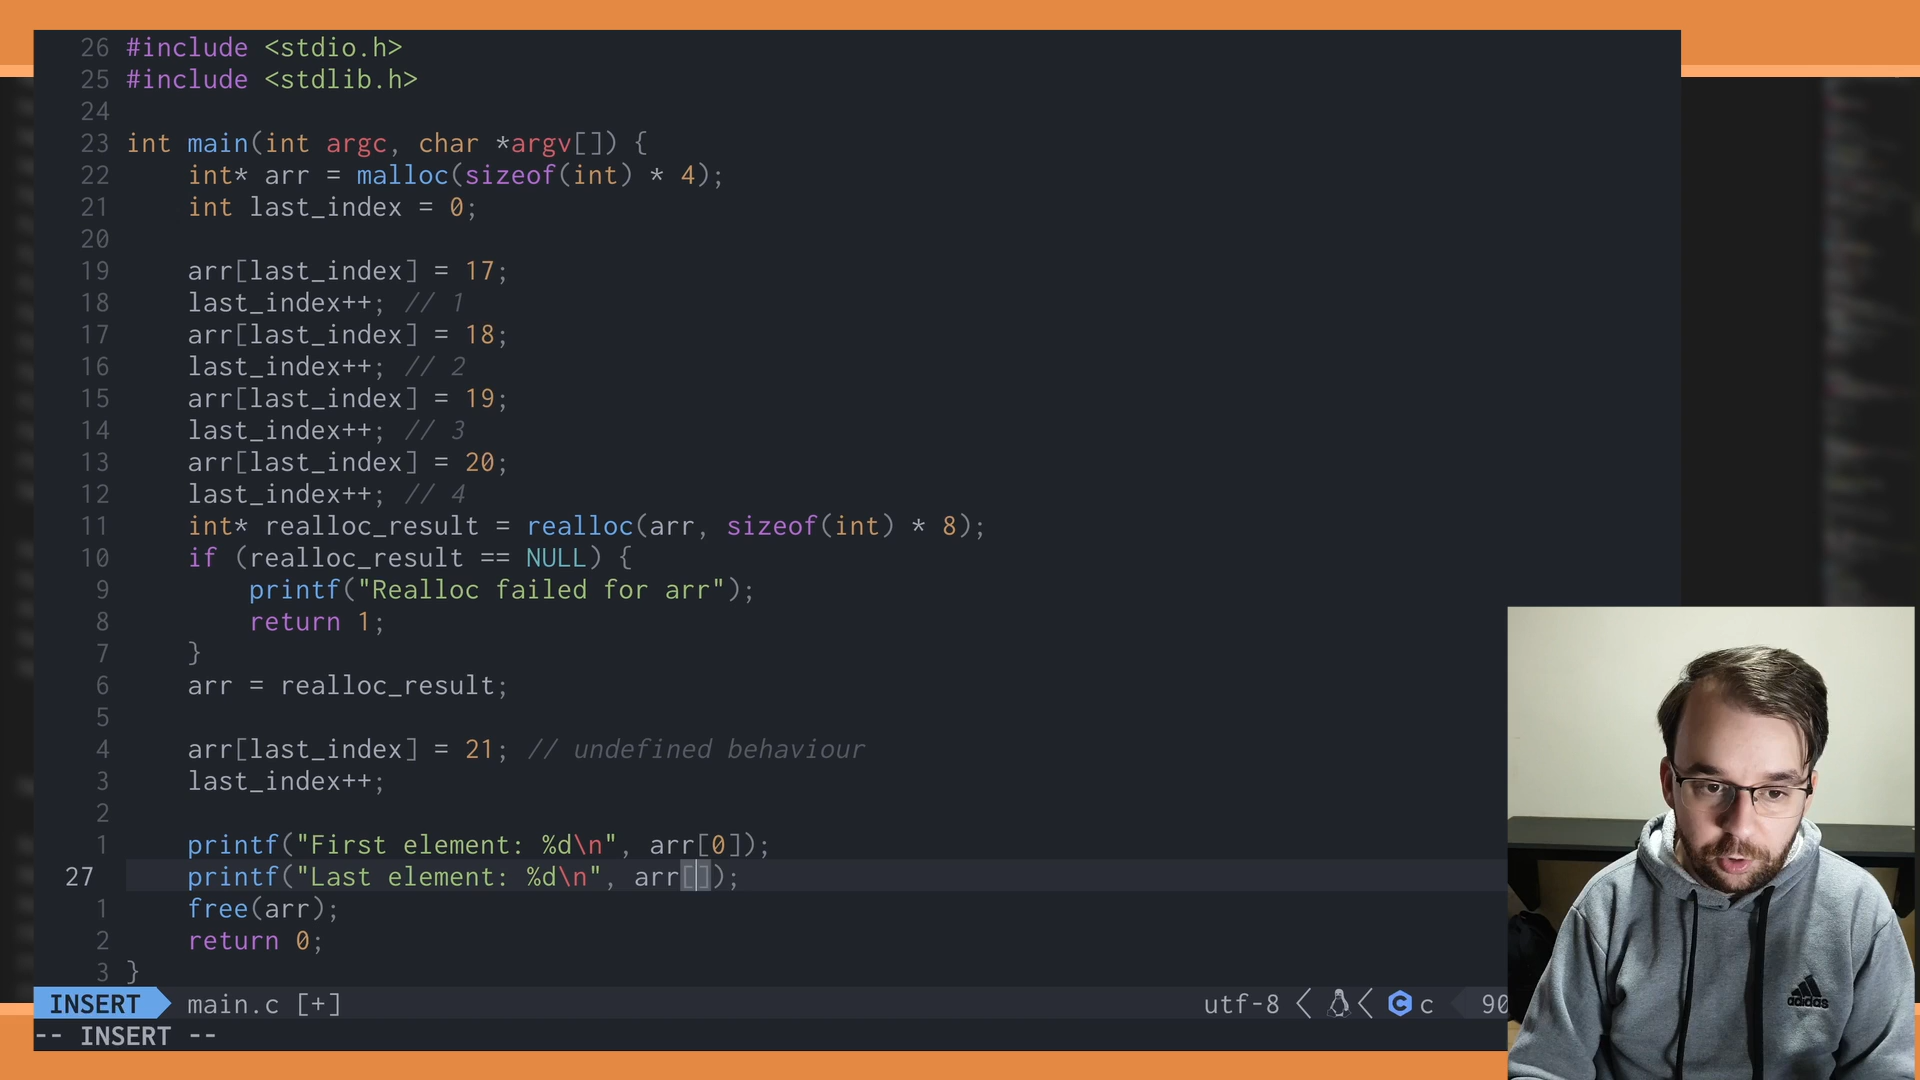 26 #include <stdio.h>
25 #include <stdlib.h>
24
23 int main(int argc, char *argv[]) {
22     int* arr = malloc(sizeof(int) * 4);
21     int last_index = 0;
20
19     arr[last_index] = 17;
18     last_index++; // 1
17     arr[last_index] = 18;
16     last_index++; // 2
15     arr[last_index] = 19;
14     last_index++; // 3
13     arr[last_index] = 20;
12     last_index++; // 4
11     int* realloc_result = realloc(arr, sizeof(int) * 8);
10     if (realloc_result == NULL) {
9         printf("Realloc failed for arr");
8         return 1;
7     }
6     arr = realloc_result;
5
4     arr[last_index] = 21; // undefined behaviour
3     last_index++;
2
1     printf("First element: %d\n", arr[0]);
27     printf("Last element: %d\n", arr[]);
1     free(arr);
2     return 0;
3 }
INSERT main.c [+] utf-8 C c 90
-- INSERT --
adidas